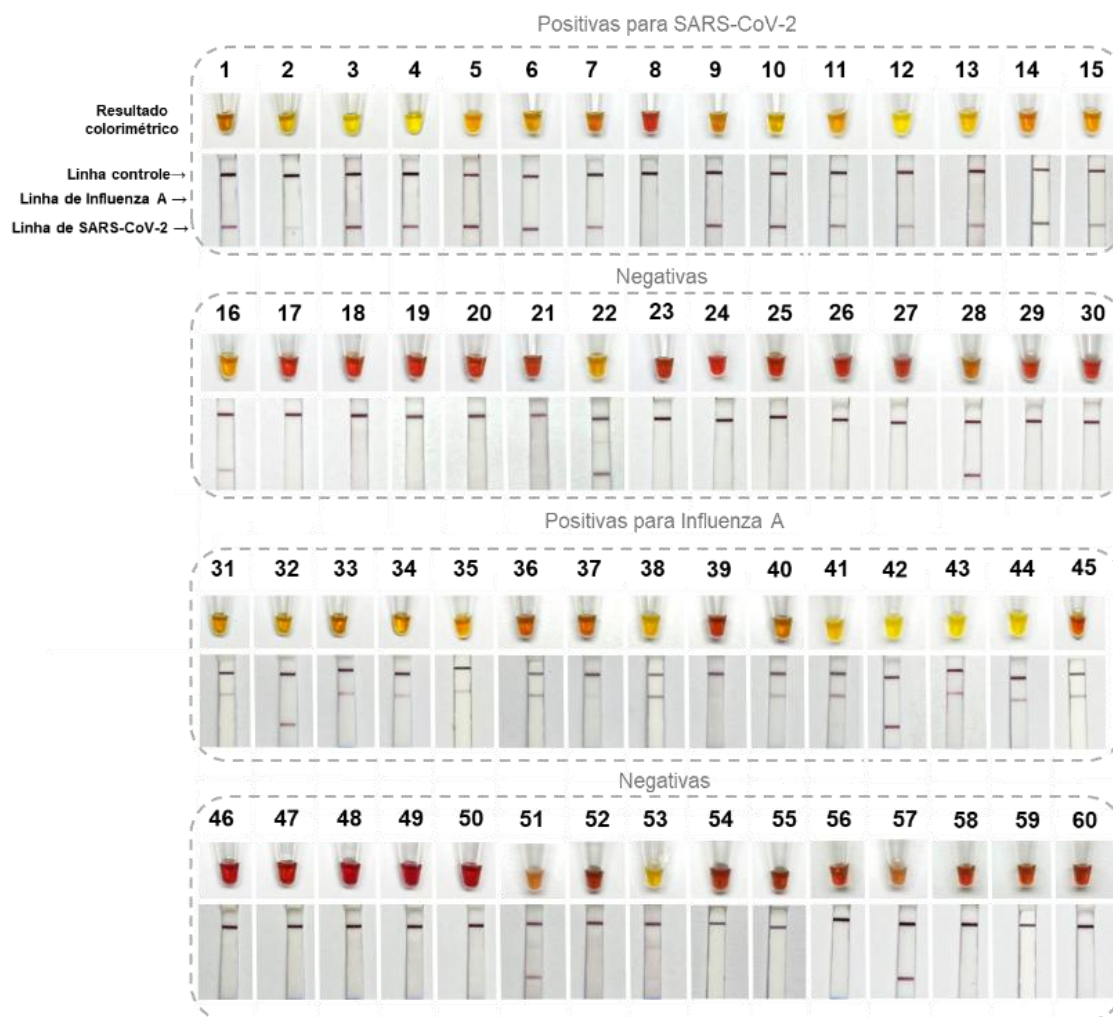 Positivas para SARS-CoV-2
1 2 3 4 5 6 7 8 9 10 11 12 13 14 15
Resultado
colorimétrico
Linha controle→
Linha de Influenza A →
Linha de SARS-CoV-2 →
Negativas
16 17 18 19 20 21 22 23 24 25 26 27 28 29 30
Positivas para Influenza A
31 32 33 34 35 36 37 38 39 40 41 42 43 44 45
Negativas
46 47 48 49 50 51 52 53 54 55 56 57 58 59 60